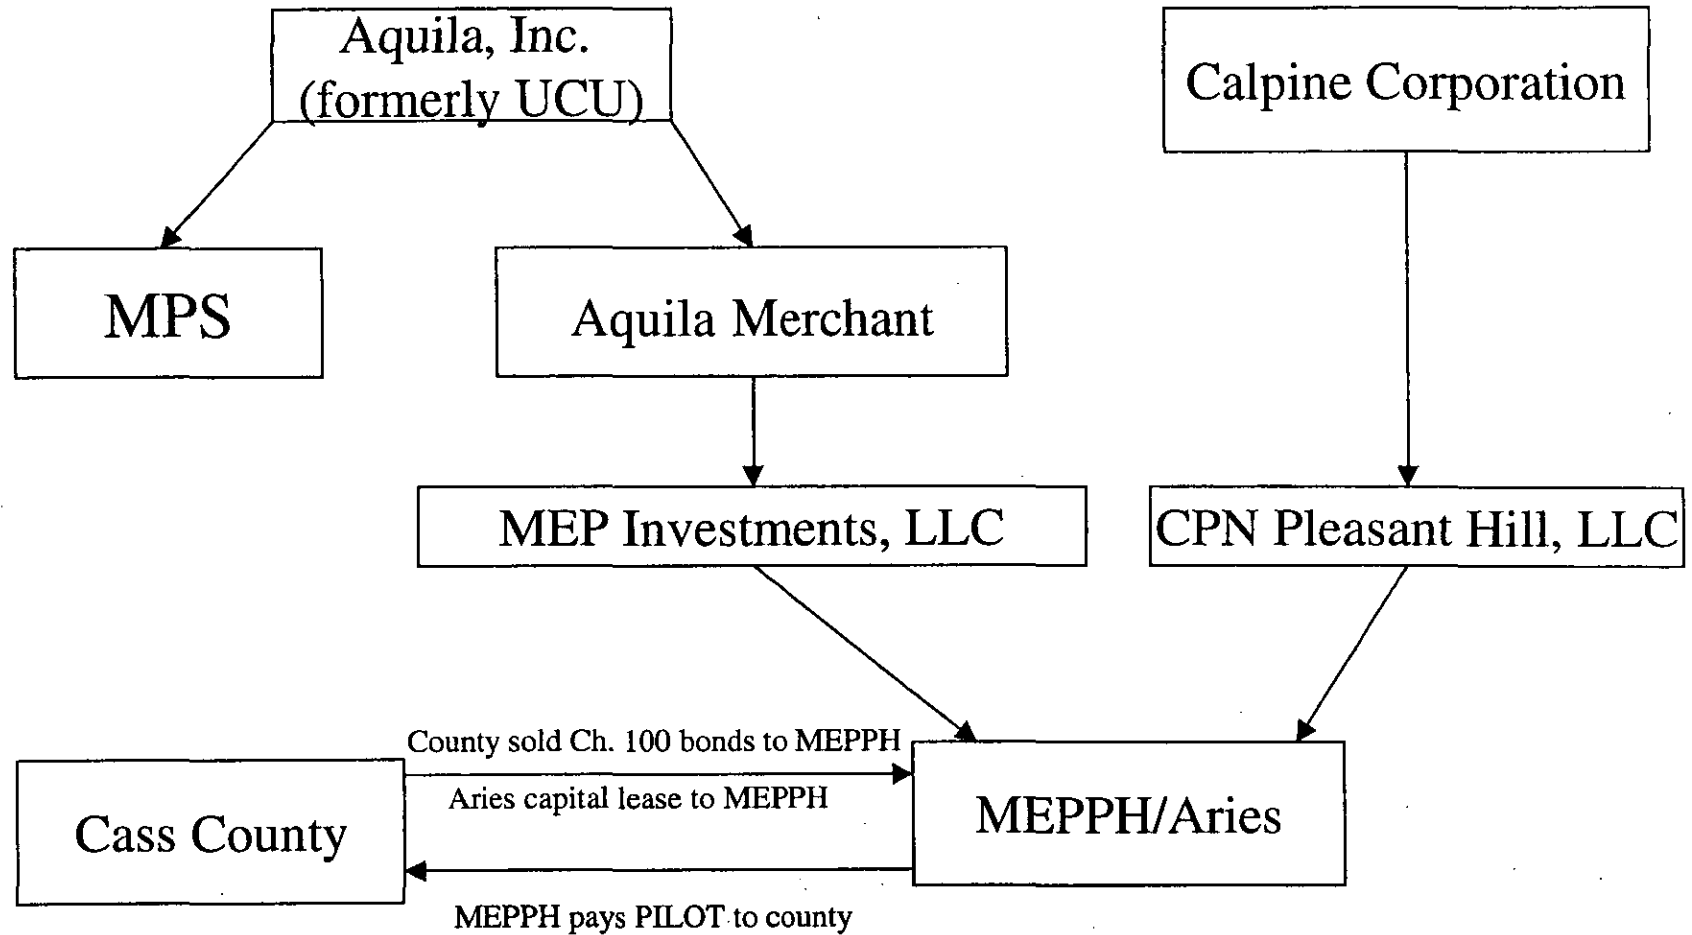 Aquila, Inc.
(formerly UCU)
Calpine Corporation
MPS
Aquila Merchant
MEP Investments, LLC
CPN Pleasant Hill, LLC
County sold Ch. 100 bonds to MEPPH
Aries capital lease to MEPPH
Cass County
MEPPH/Aries
MEPPH pays PILOT to county